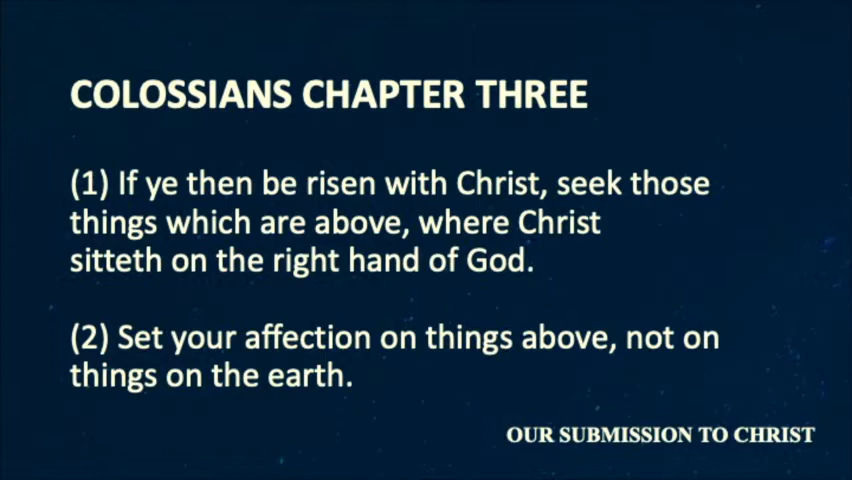 COLOSSIANS CHAPTER THREE
(1) If ye then be risen with Christ, seek those
things which are above, where Christ
sitteth on the right hand of God.
(2) Set your affection on things above, not on
things on the earth.
OUR SUBMISSION TO CHRIST